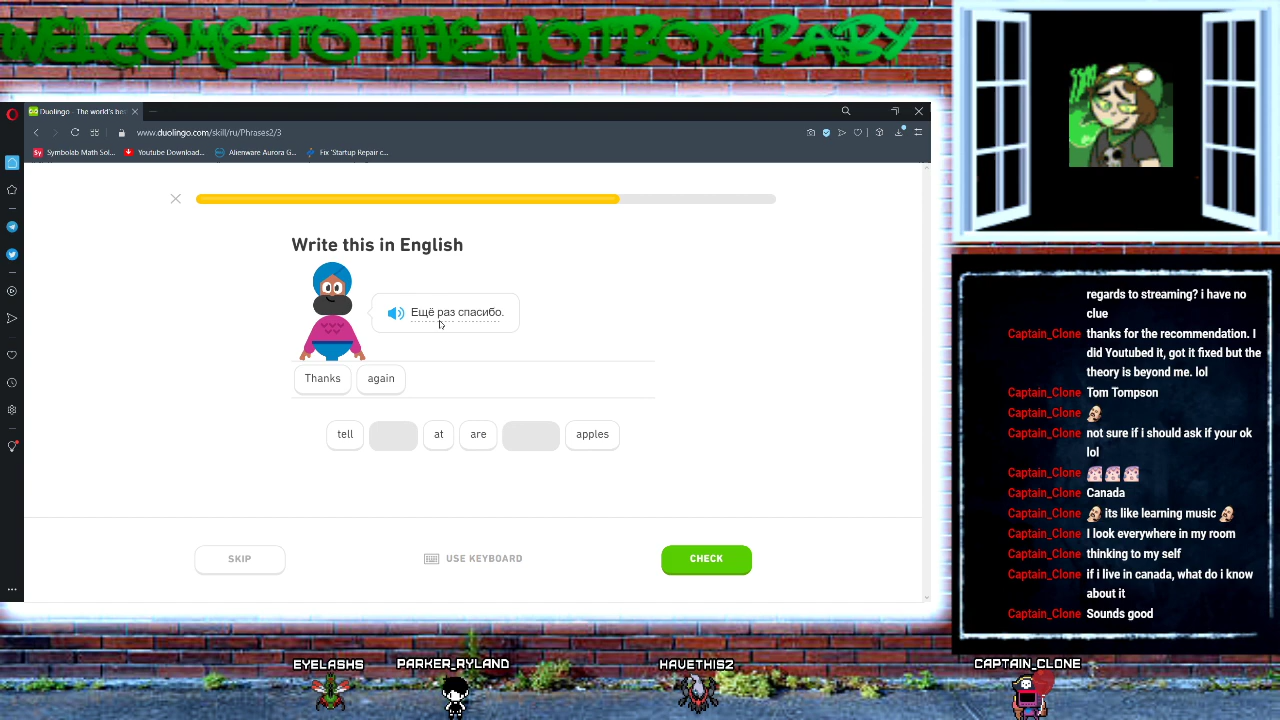 WELCOME TO THE HOTBOX BABY
Duolingo - The world's be
www.duolingo.com/skill/ru/Phrases2/3
Sy Symbolab Math Sol...
Youtube Download...
Alienware Aurora G...
Fix 'Startup Repair c...
Write this in English
Ещё раз спасибо.
Thanks again
tell at are apples
SKIP
USE KEYBOARD
CHECK
regards to streaming? i have no
clue
Captain_Clone thanks for the recommendation. I
did Youtubed it, got it fixed but the
theory is beyond me. lol
Captain_Clone Tom Tompson
Captain_Clone
Captain_Clone not sure if i should ask if your ok
lol
Captain_Clone
Captain_Clone Canada
Captain_Clone its like learning music
Captain_Clone I look everywhere in my room
Captain_Clone thinking to my self
Captain_Clone if i live in canada, what do i know
about it
Captain_Clone Sounds good
EYELASHS
PARKER_RYLAND
HAVETHIS2
CAPTAIN_CLONE